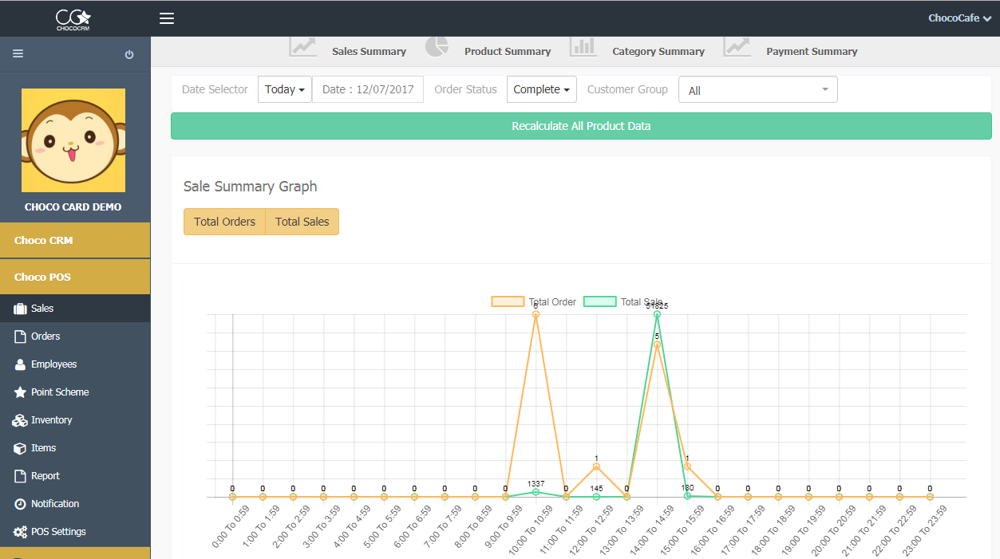 CHOCOCRM
ChocoCafe
Sales Summary
Product Summary
Category Summary
Payment Summary
Date Selector
Today
Date : 12/07/2017
Order Status
Complete
Customer Group
All
Recalculate All Product Data
CHOCO CARD DEMO
Choco CRM
Choco POS
Sales
Orders
Employees
Point Scheme
Inventory
Items
Report
Notification
POS Settings
Sale Summary Graph
Total Orders
Total Sales
Total Order
Total Sale
6
51825
5
1
1
1337
145
180
0 0 0 0 0 0 0 0 0 0 0 0 0 0 0 0 0 0 0 0
0:00 To 0:59
1:00 To 1:59
2:00 To 2:59
3:00 To 3:59
4:00 To 4:59
5:00 To 5:59
6:00 To 6:59
7:00 To 7:59
8:00 To 8:59
9:00 To 9:59
10:00 To 10:59
11:00 To 11:59
12:00 To 12:59
13:00 To 13:59
14:00 To 14:59
15:00 To 15:59
16:00 To 16:59
17:00 To 17:59
18:00 To 18:59
19:00 To 19:59
20:00 To 20:59
21:00 To 21:59
22:00 To 22:59
23:00 To 23:59